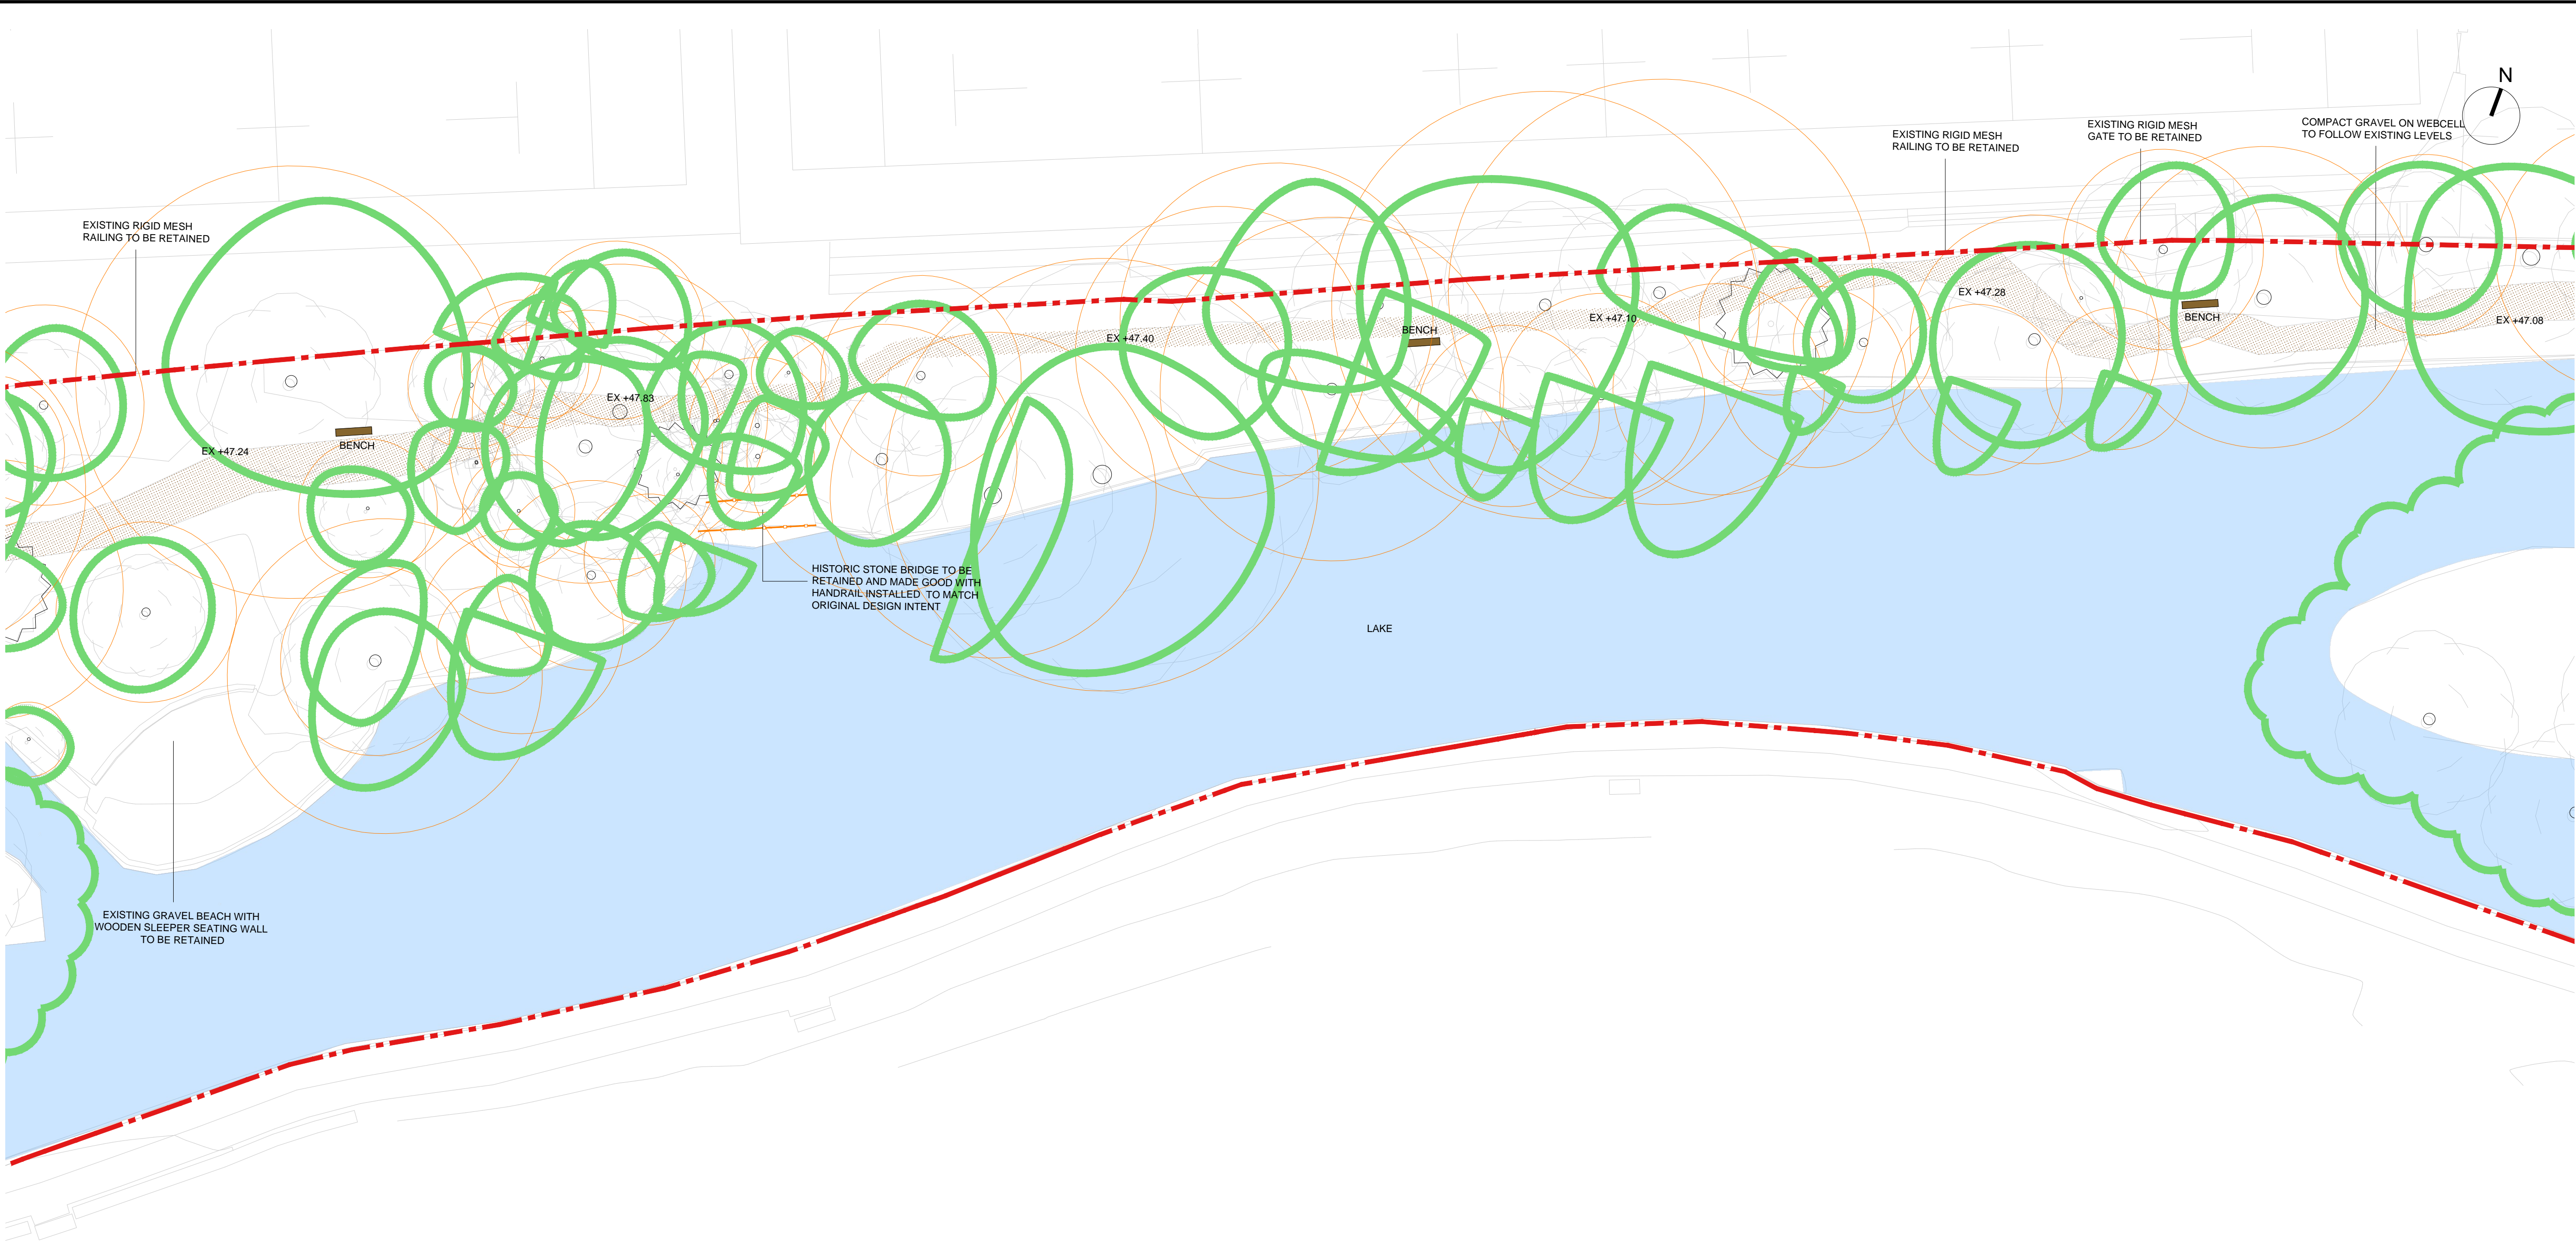 N
COMPACT GRAVEL ON WEBCELL
TO FOLLOW EXISTING LEVELS
EXISTING RIGID MESH
GATE TO BE RETAINED
EXISTING RIGID MESH
RAILING TO BE RETAINED
EXISTING RIGID MESH
RAILING TO BE RETAINED
EX +47.28
BENCH
EX +47.08
EX +47.10
BENCH
EX +47.40
EX +47.83
BENCH
EX +47.24
HISTORIC STONE BRIDGE TO BE
RETAINED AND MADE GOOD WITH
HANDRAIL INSTALLED TO MATCH
ORIGINAL DESIGN INTENT
LAKE
EXISTING GRAVEL BEACH WITH
WOODEN SLEEPER SEATING WALL
TO BE RETAINED